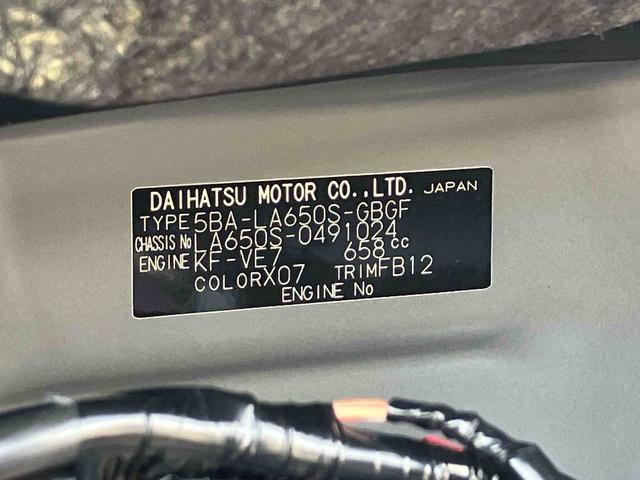 DAIHATSU MOTOR CO.,LTD. JAPAN
TYPE 5BA-LA650S-GBGF
CHASSIS No LA650S-0491024
ENGINE KF-VE7 658cc
COLOR X07 TRIM FB12
ENGINE No